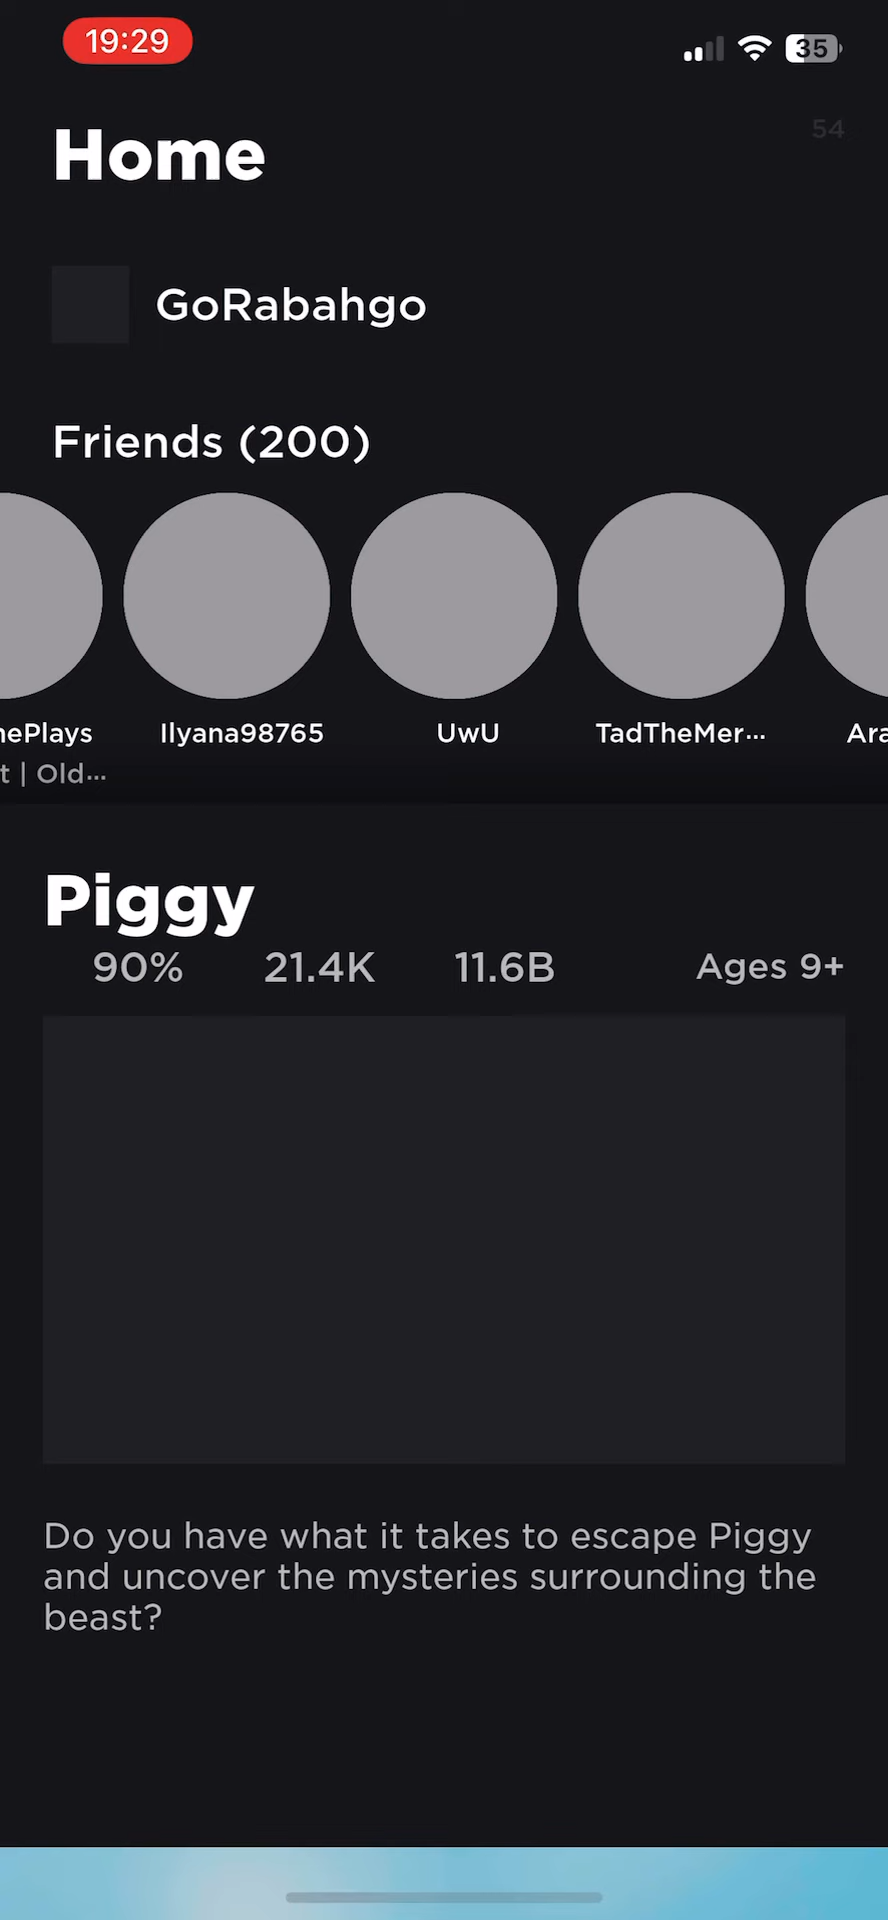 19:29
35
54
Home
GoRabahgo
Friends (200)
nePlays
Ilyana98765
UwU
TadTheMer...
Ara
t | Old...
Piggy
90%
21.4K
11.6B
Ages 9+
Do you have what it takes to escape Piggy
and uncover the mysteries surrounding the
beast?